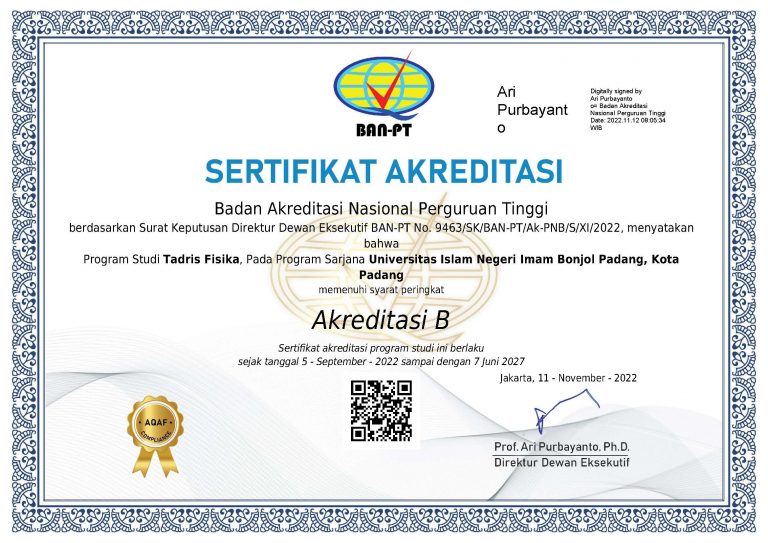 BAN-PT
Ari
Purbayant
o
Digitally signed by
Ari Purbayanto
o= Badan Akreditasi
Nasional Perguruan Tinggi
Date: 2022.11.12 08:05:34
WIB
SERTIFIKAT AKREDITASI
Badan Akreditasi Nasional Perguruan Tinggi
berdasarkan Surat Keputusan Direktur Dewan Eksekutif BAN-PT No. 9463/SK/BAN-PT/Ak-PNB/S/XI/2022, menyatakan
bahwa
Program Studi Tadris Fisika, Pada Program Sarjana Universitas Islam Negeri Imam Bonjol Padang, Kota
Padang
memenuhi syarat peringkat
Akreditasi B
Sertifikat akreditasi program studi ini berlaku
sejak tanggal 5 - September - 2022 sampai dengan 7 Juni 2027
Jakarta, 11 - November - 2022
AQAF
COMPLIANCE
Prof. Ari Purbayanto, Ph.D.
Direktur Dewan Eksekutif